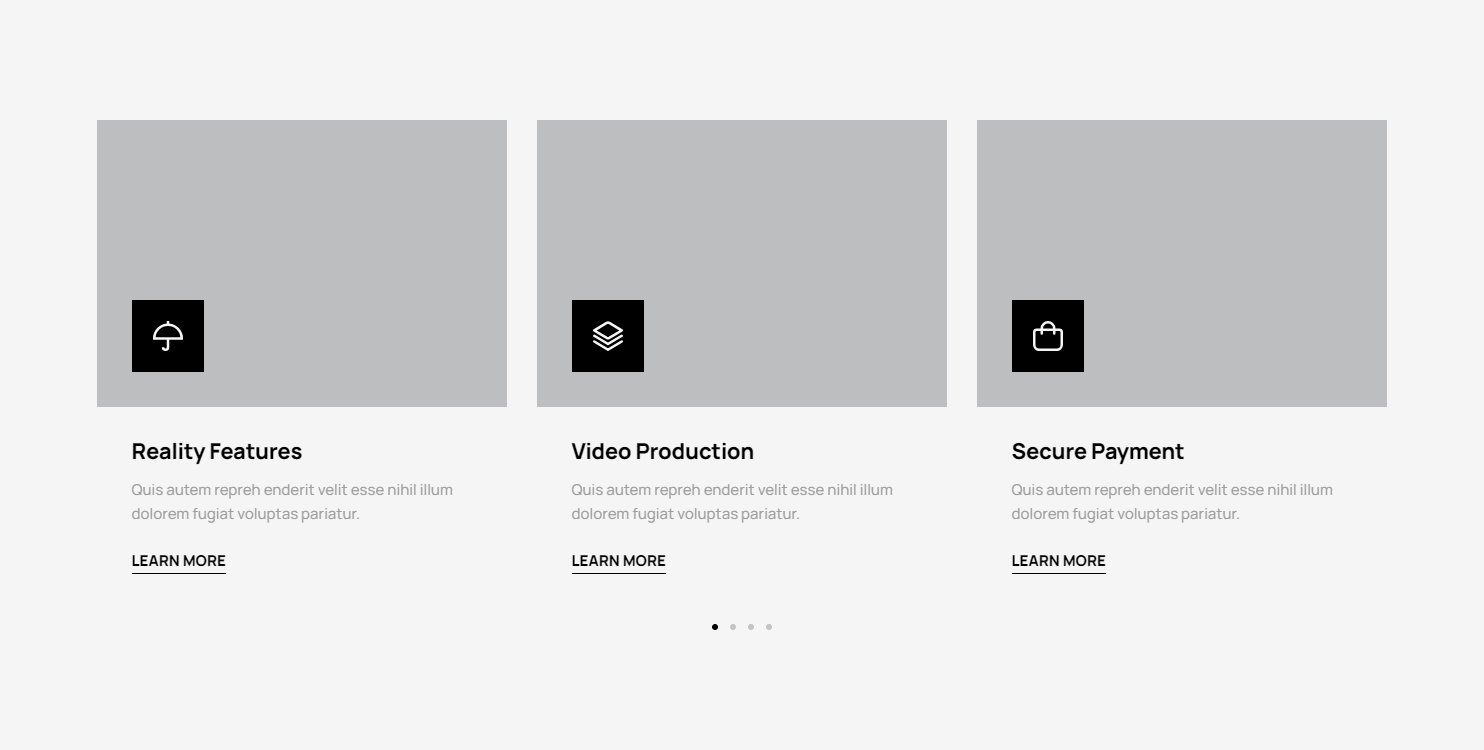 Reality Features
Quis autem repreh enderit velit esse nihil illum
dolorem fugiat voluptas pariatur.
LEARN MORE
Video Production
Quis autem repreh enderit velit esse nihil illum
dolorem fugiat voluptas pariatur.
LEARN MORE
Secure Payment
Quis autem repreh enderit velit esse nihil illum
dolorem fugiat voluptas pariatur.
LEARN MORE